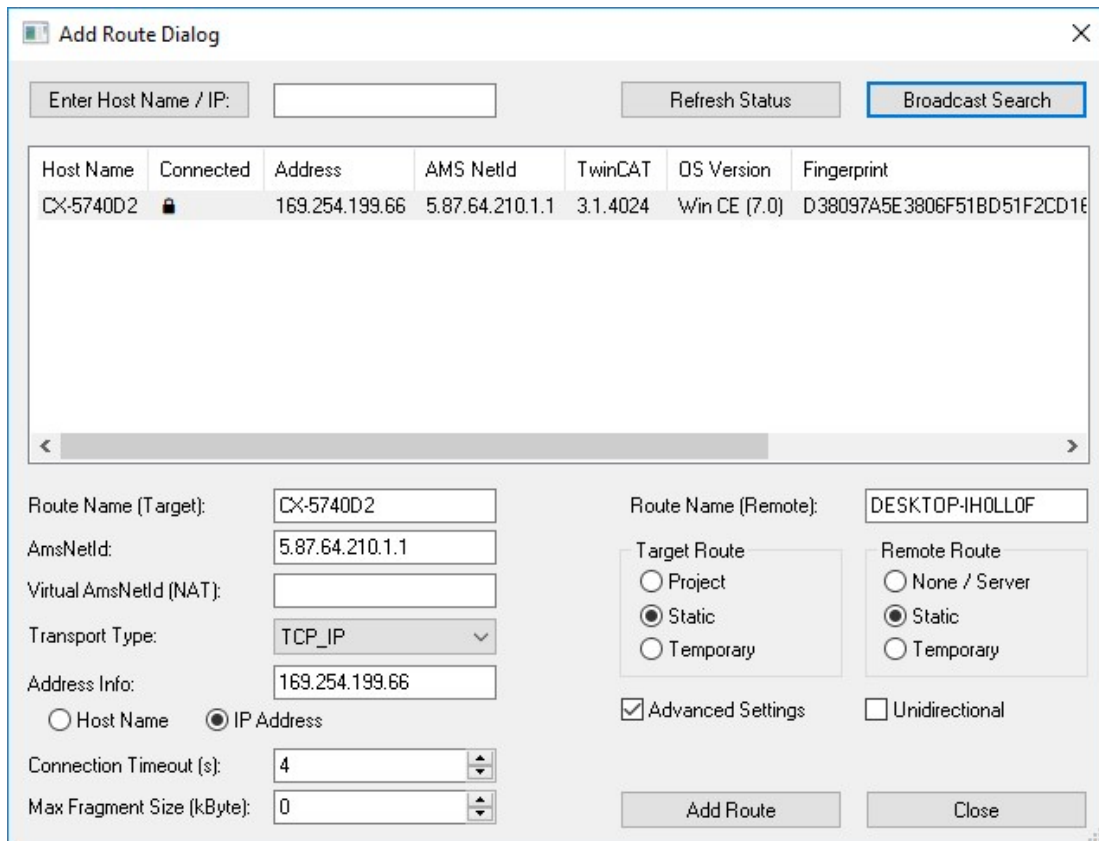 Add Route Dialog
Enter Host Name / IP: Refresh Status Broadcast Search
Host Name Connected Address AMS NetId TwinCAT OS Version Fingerprint
CX-5740D2 169.254.199.66 5.87.64.210.1.1 3.1.4024 Win CE (7.0) D38097A5E3806F51BD51F2CD16
Route Name (Target): CX-5740D2 Route Name (Remote): DESKTOP-IH0LL0F
AmsNetId: 5.87.64.210.1.1 Target Route Remote Route
Virtual AmsNetId (NAT): Project None / Server
Transport Type: TCP_IP Static Static
Temporary Temporary
Address Info: 169.254.199.66
Host Name IP Address Advanced Settings Unidirectional
Connection Timeout (s): 4
Max Fragment Size (kByte): 0 Add Route Close